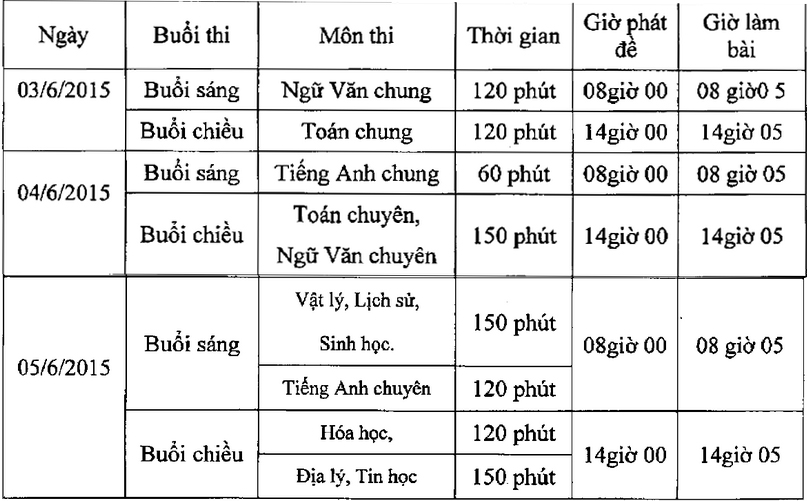 Ngày Buổi thi Môn thi Thời gian Giờ phát đề Giờ làm bài
03/6/2015 Buổi sáng Ngữ Văn chung 120 phút 08giờ 00 08 giờ0 5
Buổi chiều Toán chung 120 phút 14giờ 00 14giờ 05
04/6/2015 Buổi sáng Tiếng Anh chung 60 phút 08giờ 00 08 giờ 05
Buổi chiều Toán chuyên,
Ngữ Văn chuyên 150 phút 14giờ 00 14giờ 05
05/6/2015 Buổi sáng Vật lý, Lịch sử,
Sinh học. 150 phút 08giờ 00 08 giờ 05
Tiếng Anh chuyên 120 phút
Buổi chiều Hóa học, 120 phút 14giờ 00 14giờ 05
Địa lý, Tin học 150 phút